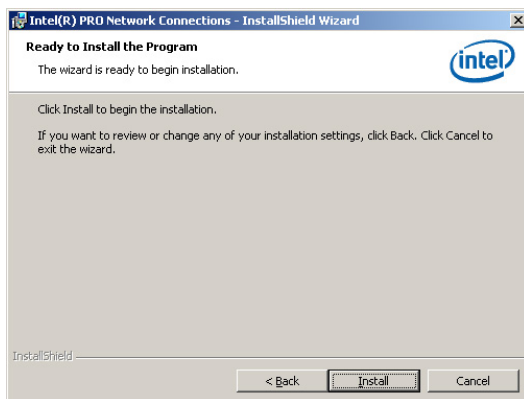 Intel(R) PRO Network Connections - InstallShield Wizard
Ready to Install the Program
The wizard is ready to begin installation.
intel
Click Install to begin the installation.
If you want to review or change any of your installation settings, click Back. Click Cancel to
exit the wizard.
InstallShield
< Back
Install
Cancel